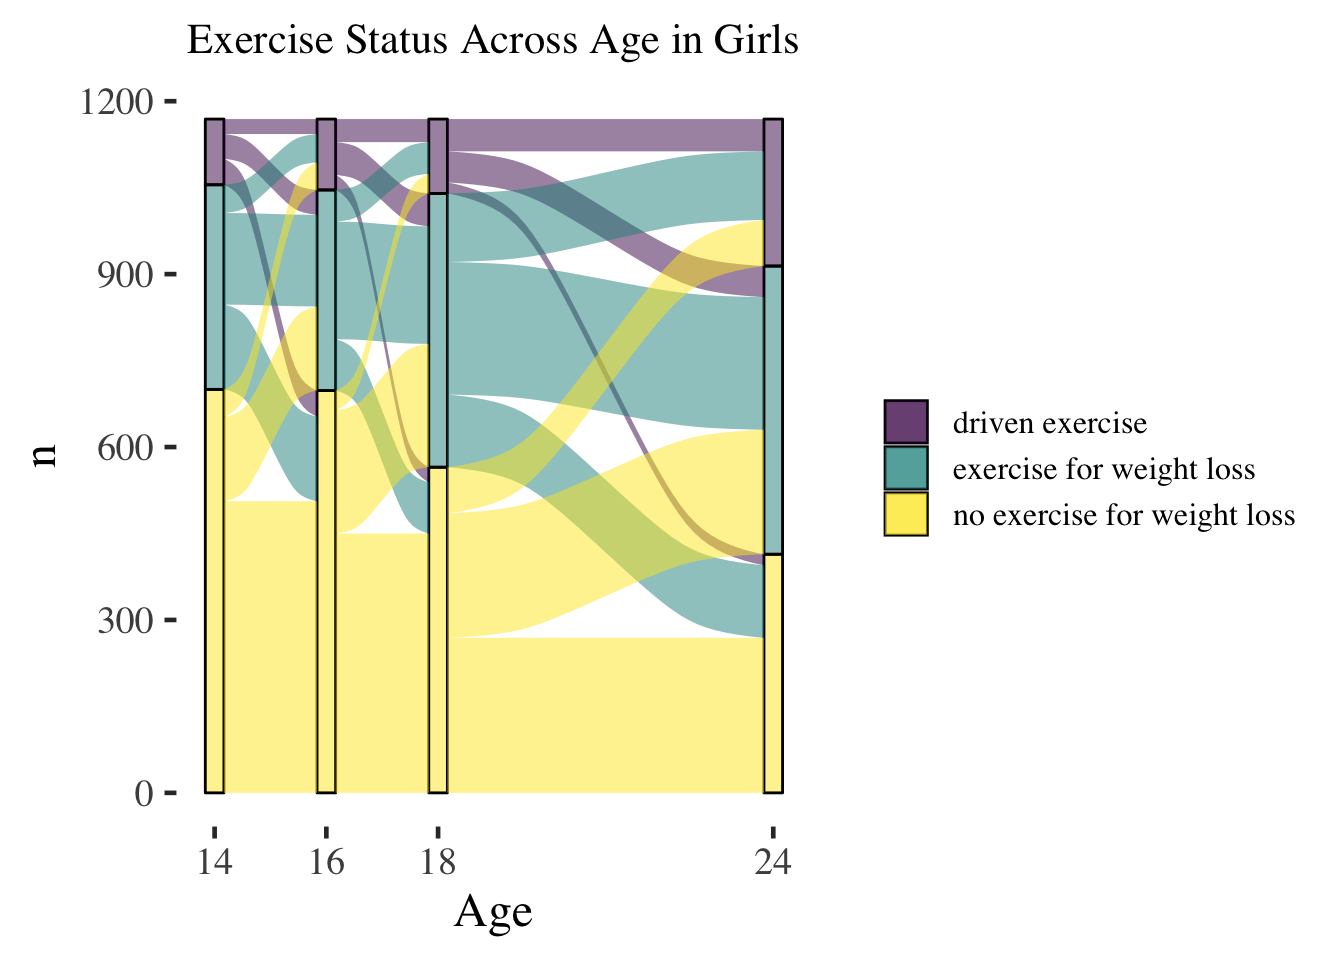 Exercise Status Across Age in Girls
1200
900
600
300
0
n
14 16 18 24
Age
driven exercise
exercise for weight loss
no exercise for weight loss